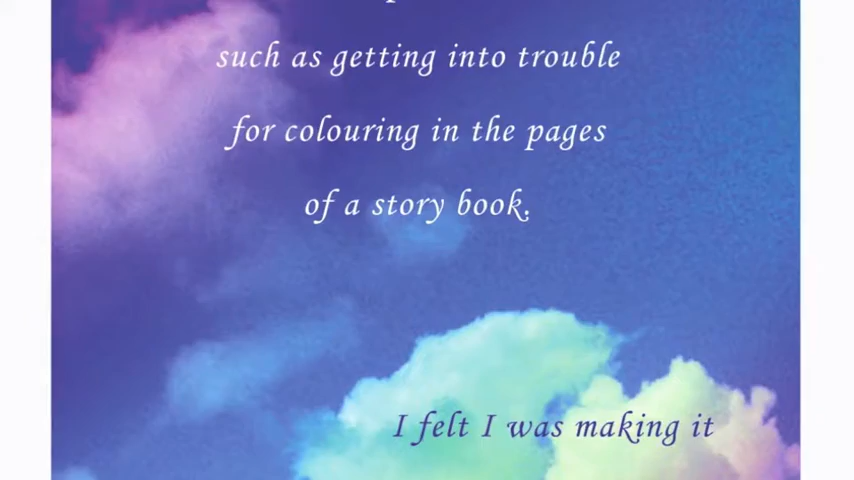 such as getting into trouble
for colouring in the pages
of a story book.
I felt I was making it